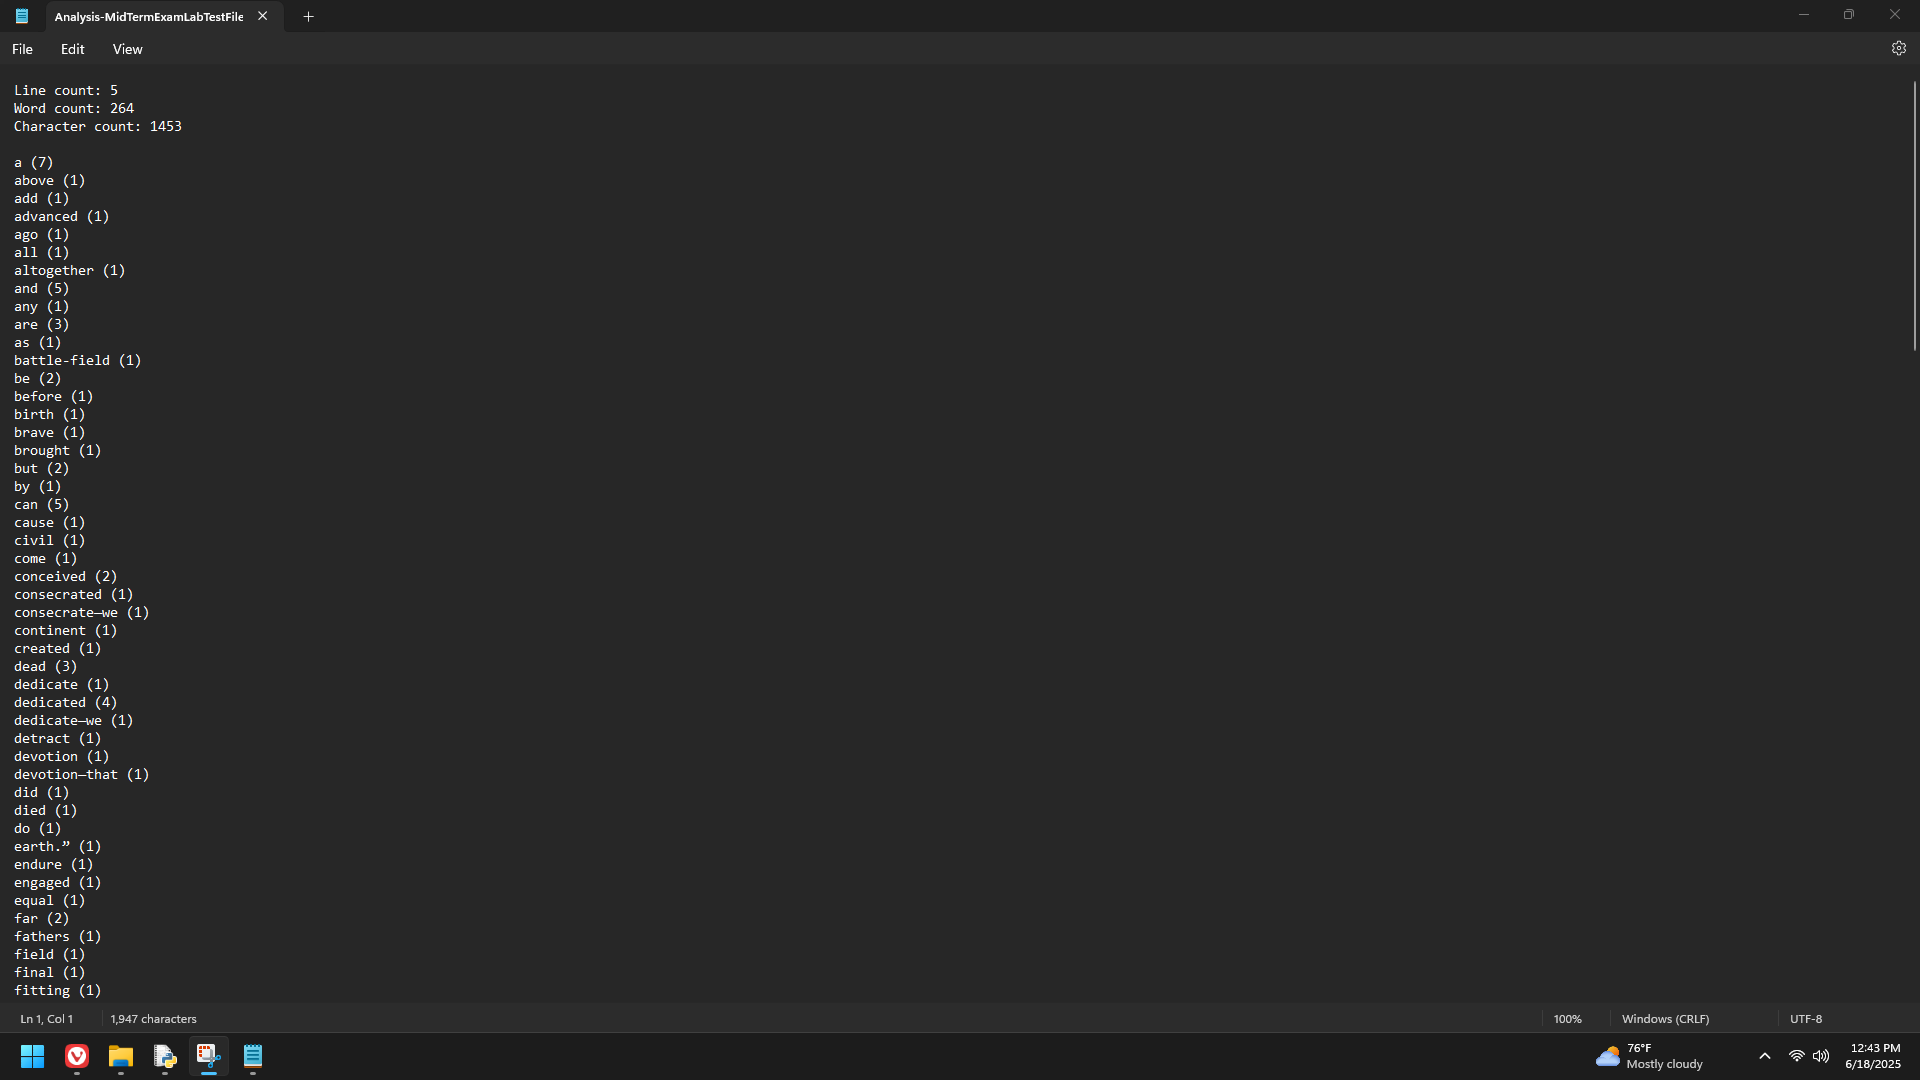 Analysis-MidTermExamLabTestFile
File Edit View
Line count: 5
Word count: 264
Character count: 1453
a (7)
above (1)
add (1)
advanced (1)
ago (1)
all (1)
altogether (1)
and (5)
any (1)
are (3)
as (1)
battle-field (1)
be (2)
before (1)
birth (1)
brave (1)
brought (1)
but (2)
by (1)
can (5)
cause (1)
civil (1)
come (1)
conceived (2)
consecrated (1)
consecrate—we (1)
continent (1)
created (1)
dead (3)
dedicate (1)
dedicated (4)
dedicate—we (1)
detract (1)
devotion (1)
devotion—that (1)
did (1)
died (1)
do (1)
earth.” (1)
endure (1)
engaged (1)
equal (1)
far (2)
fathers (1)
field (1)
final (1)
fitting (1)
Ln 1, Col 1 1,947 characters 100% Windows (CRLF) UTF-8
76°F
Mostly cloudy
12:43 PM
6/18/2025